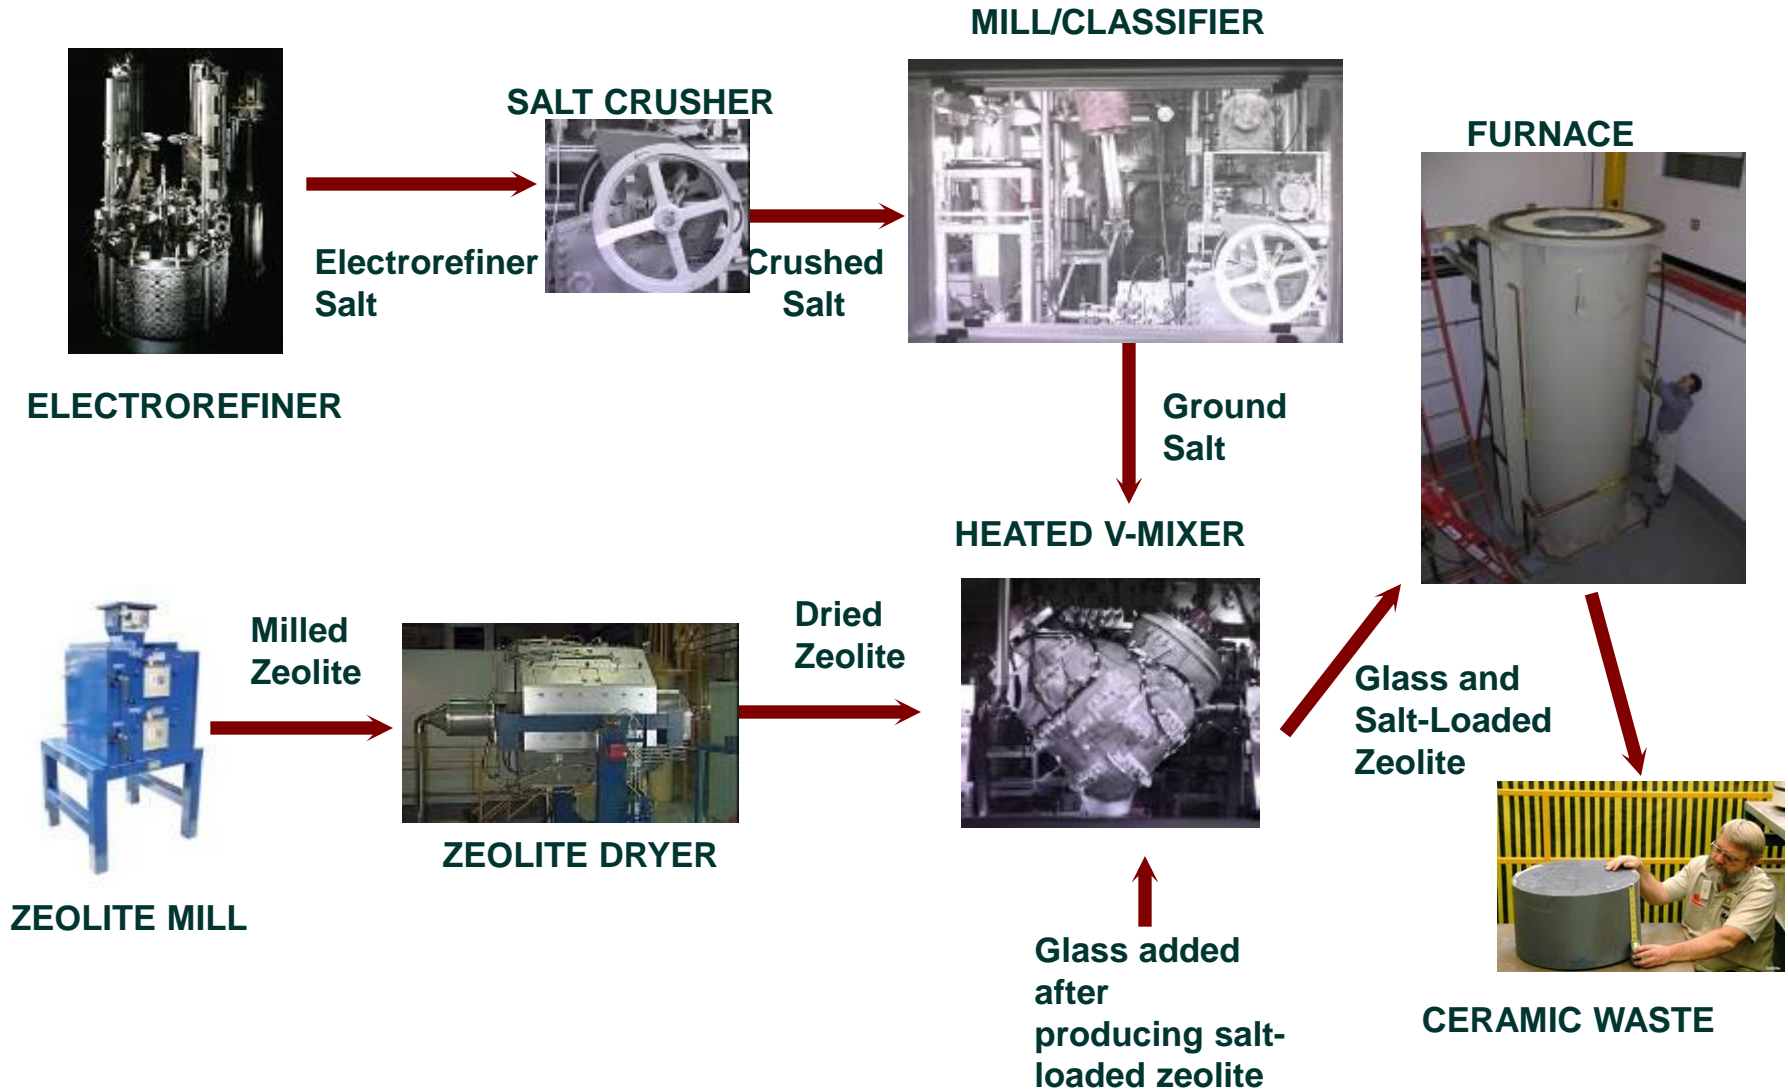 MILL/CLASSIFIER
SALT CRUSHER
FURNACE
Electrorefiner
Salt
Crushed
Salt
ELECTROREFINER
Ground
Salt
HEATED V-MIXER
Milled
Zeolite
Dried
Zeolite
Glass and
Salt-Loaded
Zeolite
ZEOLITE DRYER
ZEOLITE MILL
Glass added
after
producing salt-
loaded zeolite
CERAMIC WASTE